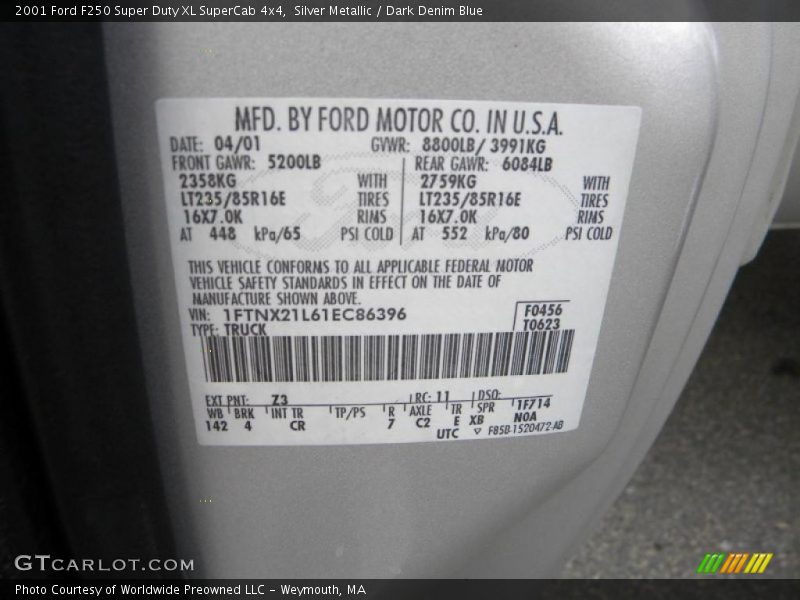 2001 Ford F250 Super Duty XL SuperCab 4x4,  Silver Metallic / Dark Denim Blue
MFD. BY FORD MOTOR CO. IN U.S.A.
DATE: 04/01 GVWR: 8800LB/ 3991KG
FRONT GAWR: 5200LB REAR GAWR: 6084LB
2358KG WITH 2759KG WITH
LT235/85R16E TIRES LT235/85R16E TIRES
16X7.0K RIMS 16X7.0K RIMS
AT 448 kPa/65 PSI COLD AT 552 kPa/80 PSI COLD
THIS VEHICLE CONFORMS TO ALL APPLICABLE FEDERAL MOTOR
VEHICLE SAFETY STANDARDS IN EFFECT ON THE DATE OF
MANUFACTURE SHOWN ABOVE.
VIN: 1FTNX21L61EC86396 F0456
TYPE: TRUCK T0623
EXT PNT: Z3 RC: 11 DSO:
WB BRK INT TR TP/PS R AXLE TR SPR 1F714
142 4 CR 7 C2 E XB N0A
UTC F85B-1520472-AB
GTCARLOT.COM
Photo Courtesy of Worldwide Preowned LLC - Weymouth, MA